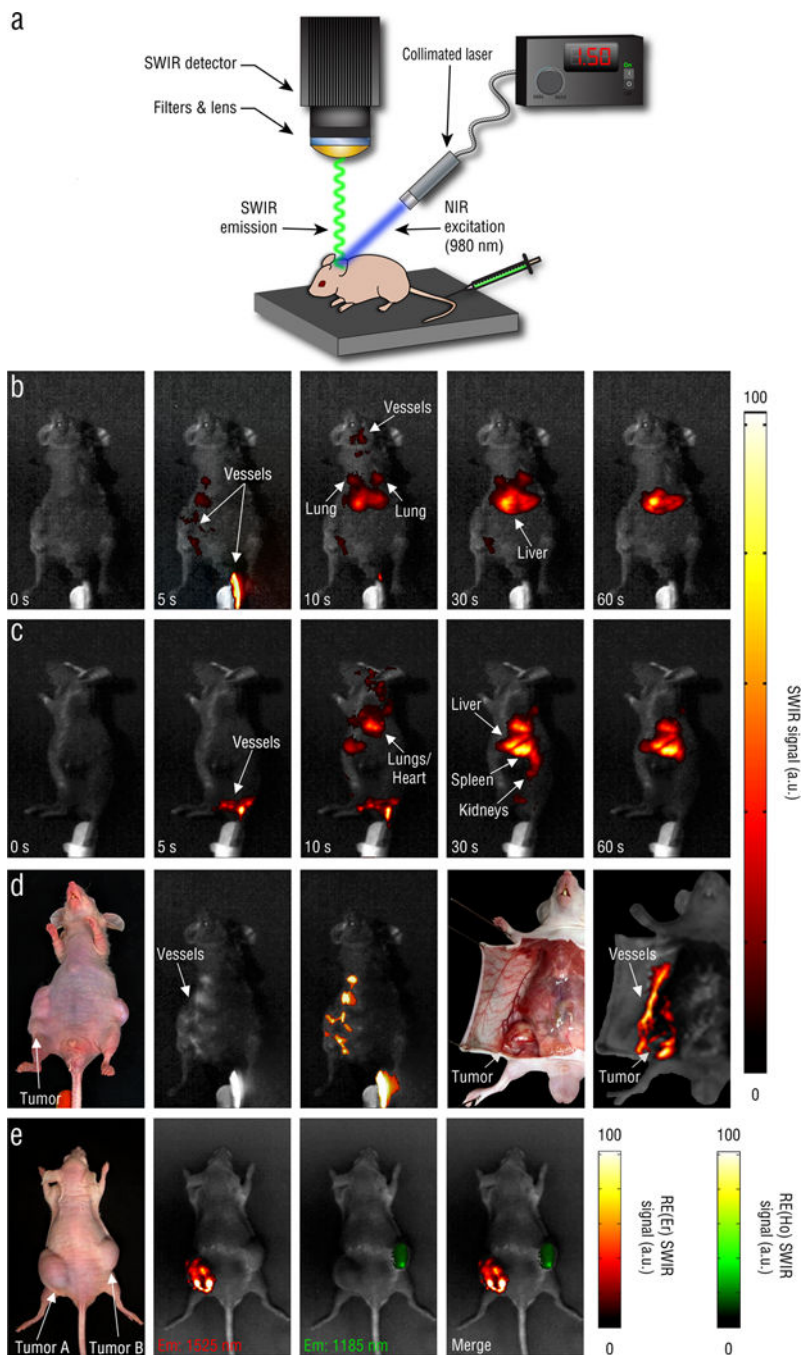 a
SWIR detector
Filters & lens
Collimated laser
1.50
On
SWIR
emission
NIR
excitation
(980 nm)
b
Vessels
Vessels
Lung
Lung
Liver
0 s
5 s
10 s
30 s
60 s
c
Vessels
Lungs/
Heart
Liver
Spleen
Kidneys
0 s
5 s
10 s
30 s
60 s
100
SWIR signal (a.u.)
0
d
Tumor
Vessels
Tumor
Vessels
Tumor
e
Tumor A
Tumor B
Em: 1525 nm
Em: 1185 nm
Merge
100
RE(Er) SWIR
signal (a.u.)
0
100
RE(Ho) SWIR
signal (a.u.)
0